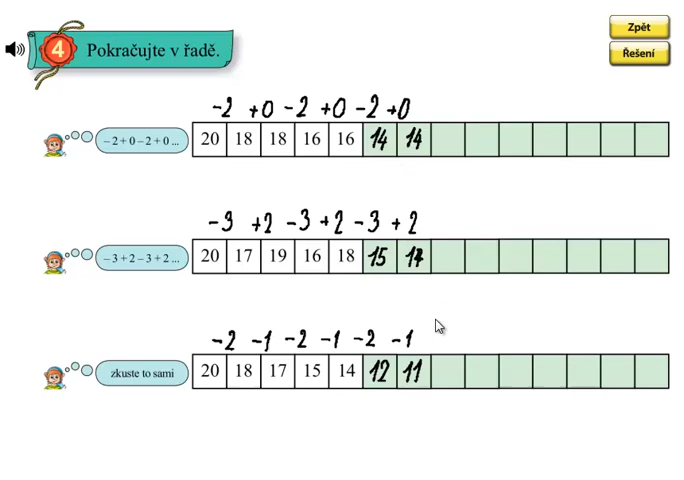 Zpět
4 Pokračujte v řadě.
Řešení
-2 +0 -2 +0 -2 +0
– 2 + 0 – 2 + 0 ... 20 18 18 16 16 14 14
-3 +2 -3 +2 -3 +2
– 3 + 2 – 3 + 2 ... 20 17 19 16 18 15 17
-2 -1 -2 -1 -2 -1
zkuste to sami 20 18 17 15 14 12 11